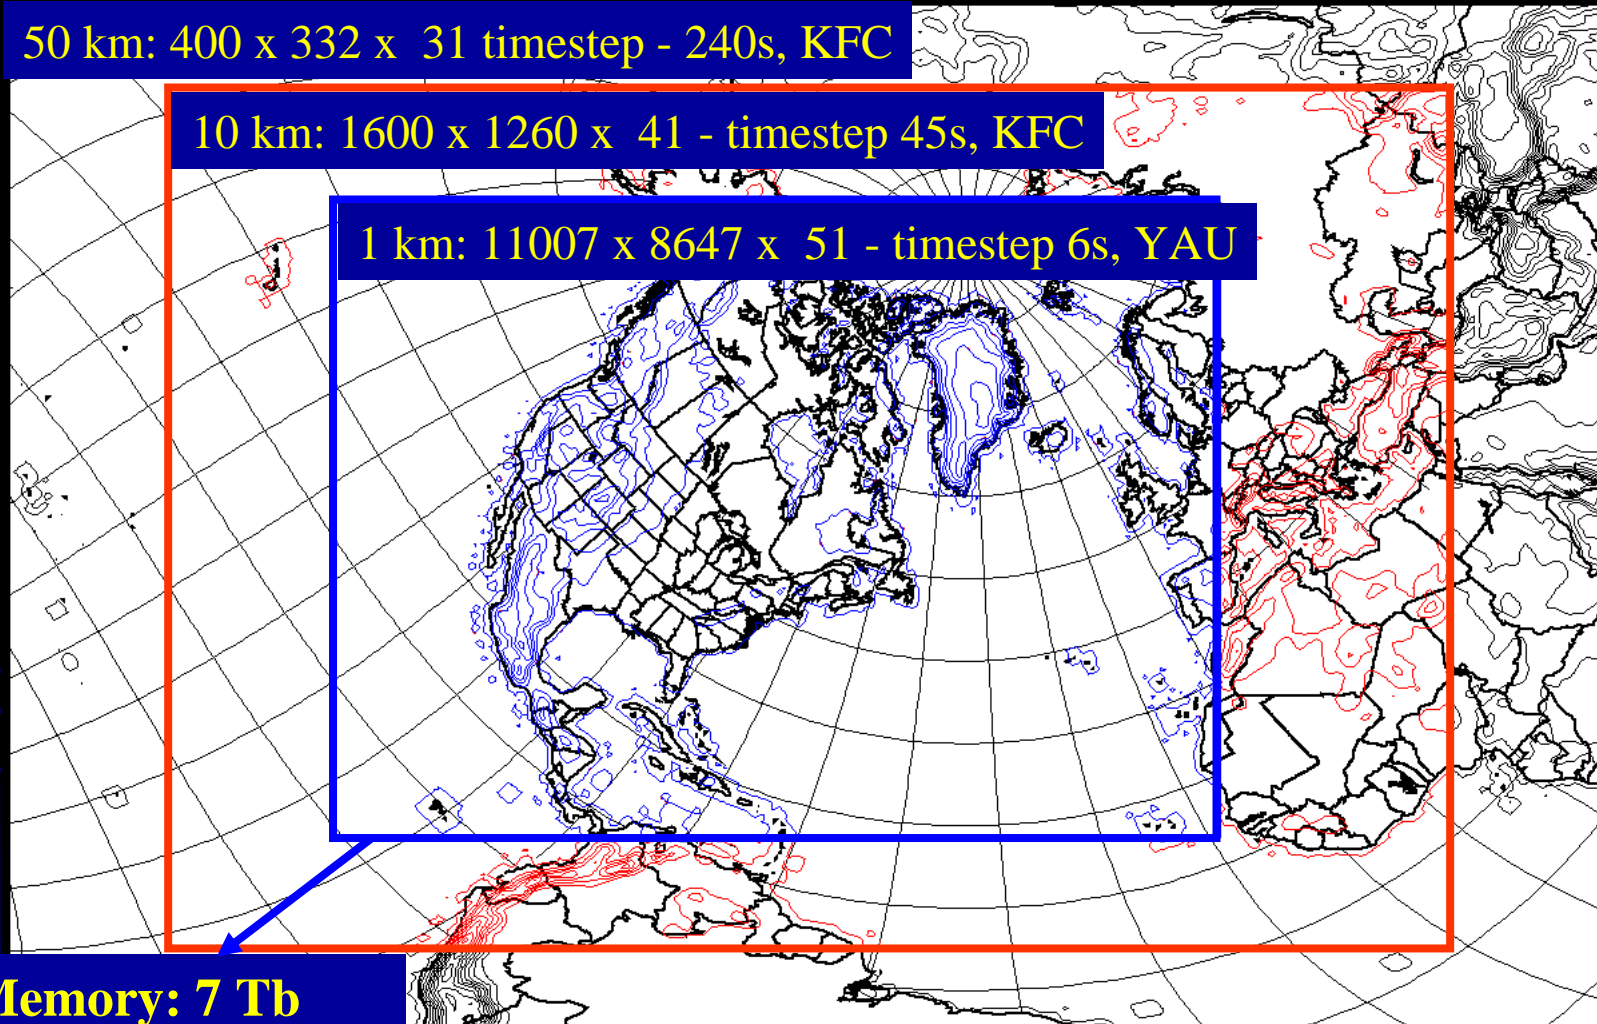 50 km: 400 x 332 x 31 timestep - 240s, KFC
10 km: 1600 x 1260 x 41 - timestep 45s, KFC
1 km: 11007 x 8647 x 51 - timestep 6s, YAU
Memory: 7 Tb